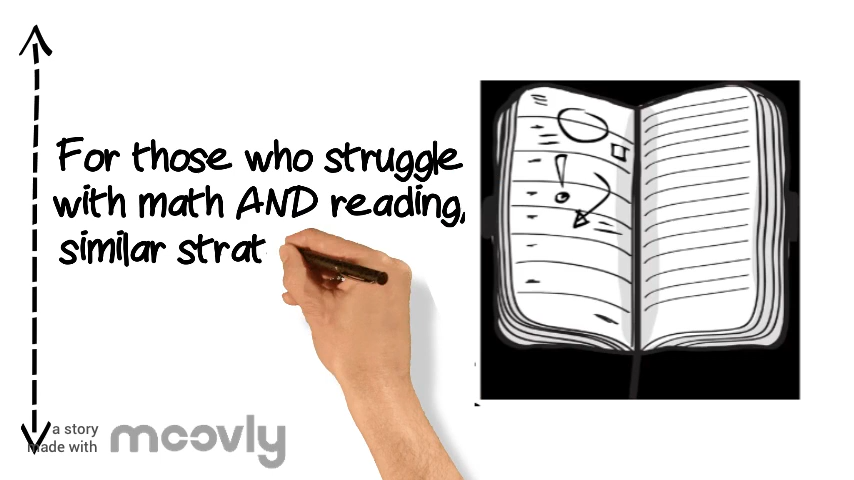 For those who struggle
with math AND reading,
similar strat
a story
made with moovly